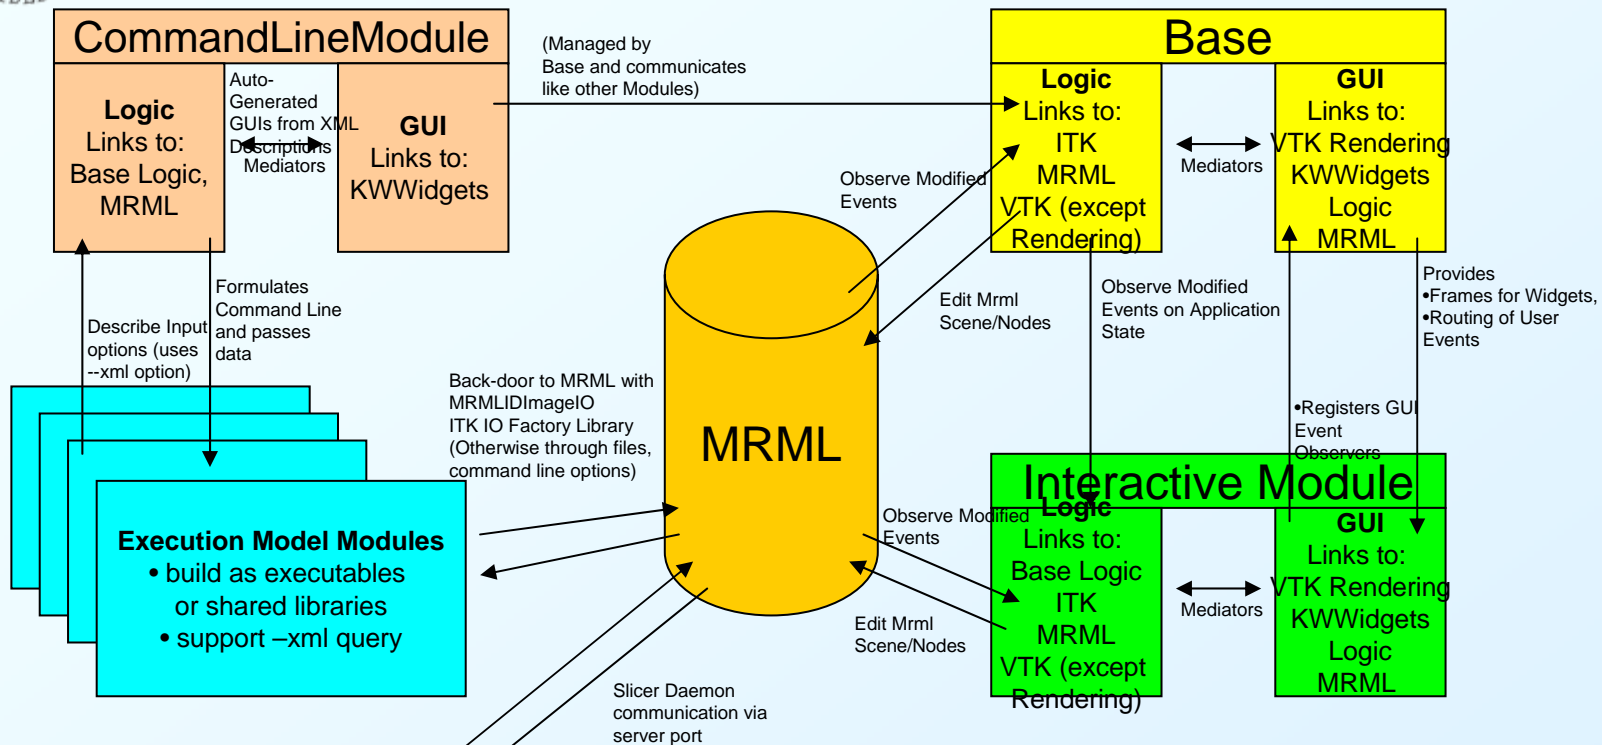 CommandLineModule
Logic
Links to:
Base Logic,
MRML
Auto-
Generated
GUIs from XML
Descriptions
Mediators
GUI
Links to:
KWWidgets
(Managed by
Base and communicates
like other Modules)
Base
Logic
Links to:
ITK
MRML
VTK (except
Rendering)
Mediators
GUI
Links to:
VTK Rendering
KWWidgets
Logic
MRML
Observe Modified
Events
Edit Mrml
Scene/Nodes
Observe Modified
Events on Application
State
Provides
•Frames for Widgets,
•Routing of User
Events
•Registers GUI
Event
Observers
Describe Input
options (uses
--xml option)
Formulates
Command Line
and passes
data
Back-door to MRML with
MRMLIDImageIO
ITK IO Factory Library
(Otherwise through files,
command line options)
MRML
Execution Model Modules
• build as executables
or shared libraries
• support –xml query
Observe Modified
Events
Edit Mrml
Scene/Nodes
Interactive Module
Logic
Links to:
Base Logic
ITK
MRML
VTK (except
Rendering)
Mediators
GUI
Links to:
VTK Rendering
KWWidgets
Logic
MRML
Slicer Daemon
communication via
server port